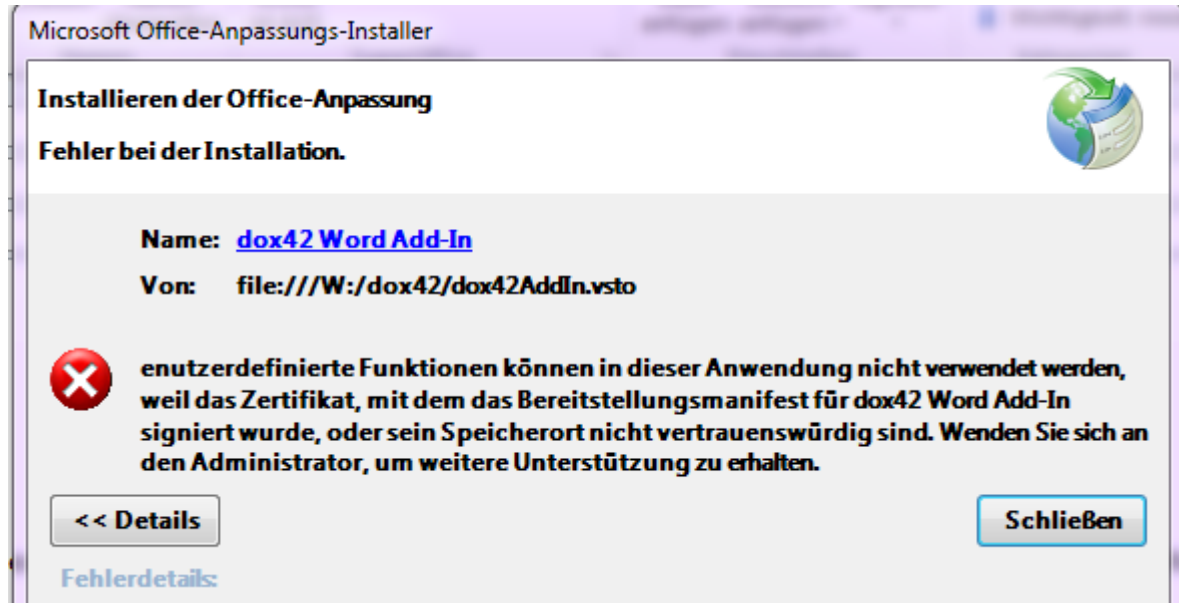 Microsoft Office-Anpassungs-Installer
Installieren der Office-Anpassung
Fehler bei der Installation.
Name: dox42 Word Add-In
Von: file:///W:/dox42/dox42AddIn.vsto
enutzerdefinierte Funktionen können in dieser Anwendung nicht verwendet werden,
weil das Zertifikat, mit dem das Bereitstellungsmanifest für dox42 Word Add-In
signiert wurde, oder sein Speicherort nicht vertrauenswürdig sind. Wenden Sie sich an
den Administrator, um weitere Unterstützung zu erhalten.
<< Details
Schließen
Fehlerdetails: